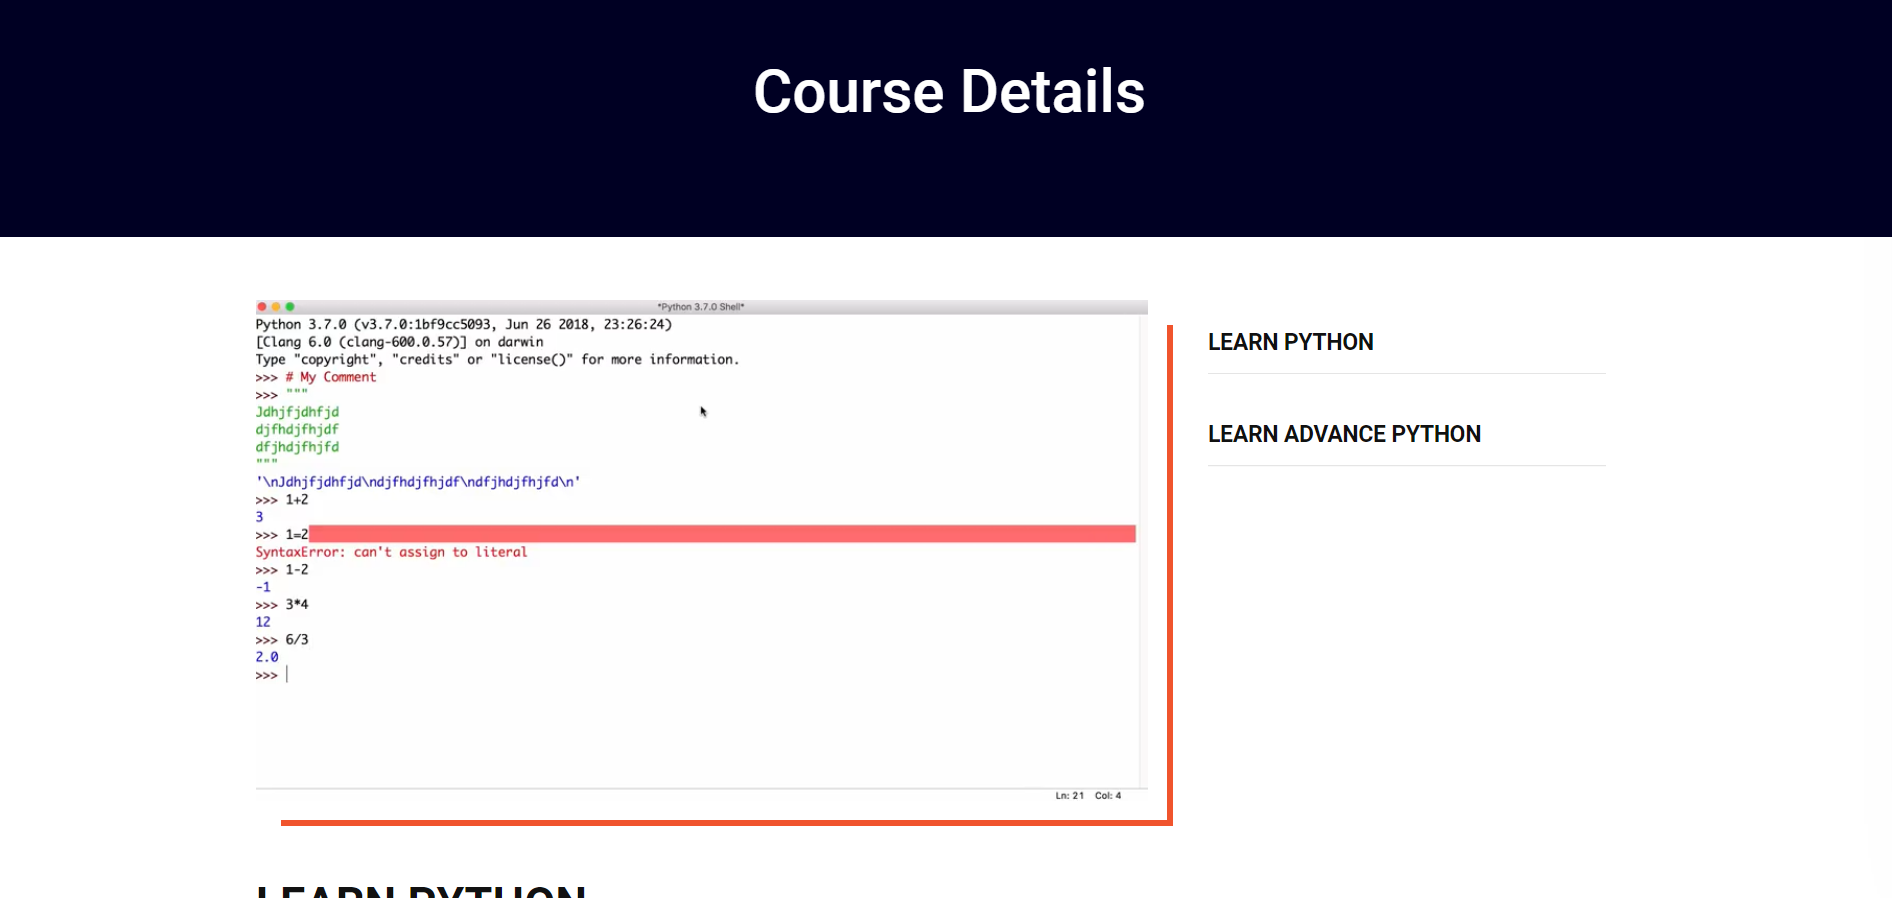 Course Details
*Python 3.7.0 Shell*
Python 3.7.0 (v3.7.0:1bf9cc5093, Jun 26 2018, 23:26:24)
[Clang 6.0 (clang-600.0.57)] on darwin
Type "copyright", "credits" or "license()" for more information.
>>> # My Comment
>>> """
Jdhjfjdhfjd
djfhdjfhjdf
dfjhdjfhjfd
"""
'\nJdhjfjdhfjd\ndjfhdjfhjdf\ndfjhdjfhjfd\n'
>>> 1+2
3
>>> 1=2
SyntaxError: can't assign to literal
>>> 1-2
-1
>>> 3*4
12
>>> 6/3
2.0
>>>
Ln: 21 Col: 4
LEARN PYTHON
LEARN ADVANCE PYTHON
LEARN PYTHON